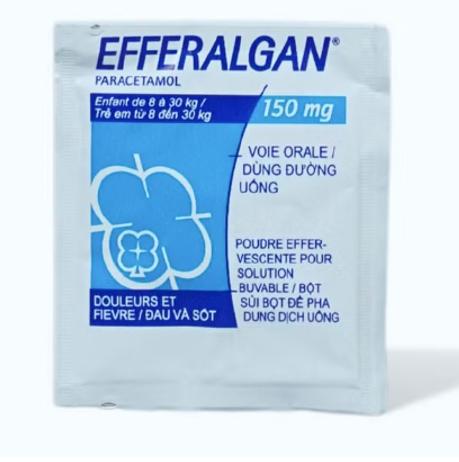 EFFERALGAN®
PARACETAMOL
Enfant de 8 à 30 kg /
Trẻ em từ 8 đến 30 kg
150 mg
VOIE ORALE /
DÙNG ĐƯỜNG
UỐNG
POUDRE EFFER-
VESCENTE POUR
SOLUTION
BUVABLE / BỘT
SỦI BỌT ĐỂ PHA
DUNG DỊCH UỐNG
DOULEURS ET
FIEVRE / ĐAU VÀ SỐT